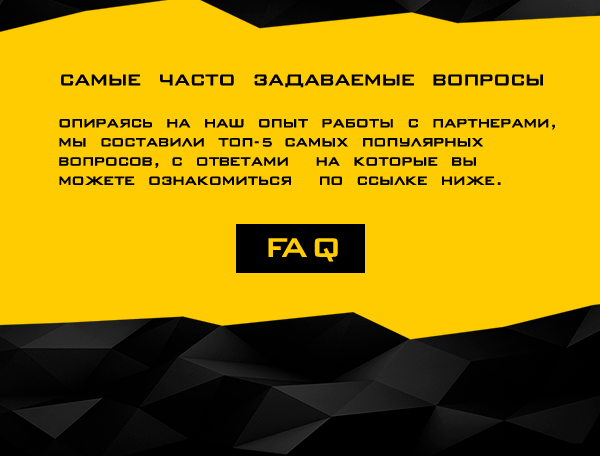 САМЫЕ ЧАСТО ЗАДАВАЕМЫЕ ВОПРОСЫ
ОПИРАЯСЬ НА НАШ ОПЫТ РАБОТЫ С ПАРТНЕРАМИ,
МЫ СОСТАВИЛИ ТОП-5 САМЫХ ПОПУЛЯРНЫХ
ВОПРОСОВ, С ОТВЕТАМИ НА КОТОРЫЕ ВЫ
МОЖЕТЕ ОЗНАКОМИТЬСЯ ПО ССЫЛКЕ НИЖЕ.
FA Q